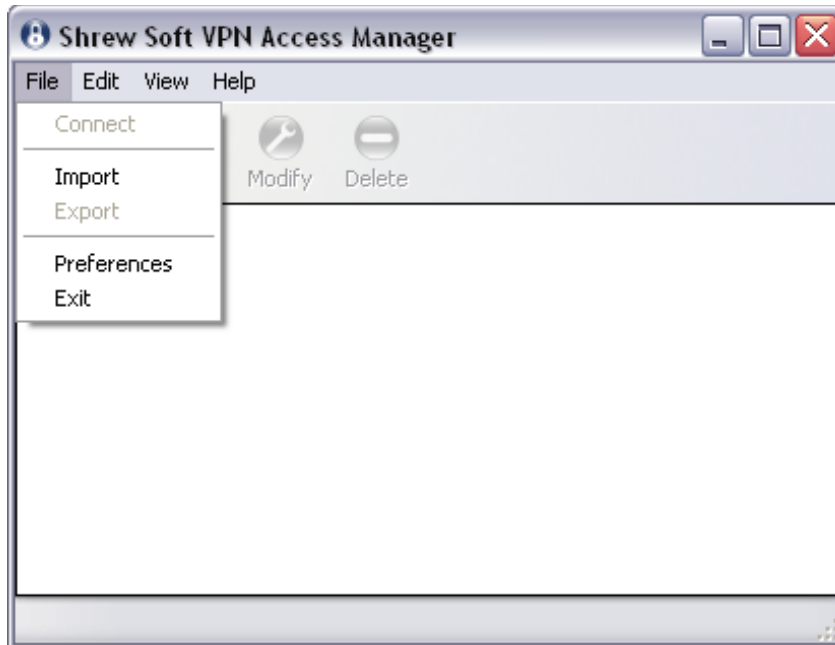 Shrew Soft VPN Access Manager
File Edit View Help
Connect
Import
Export
Preferences
Exit
Modify Delete